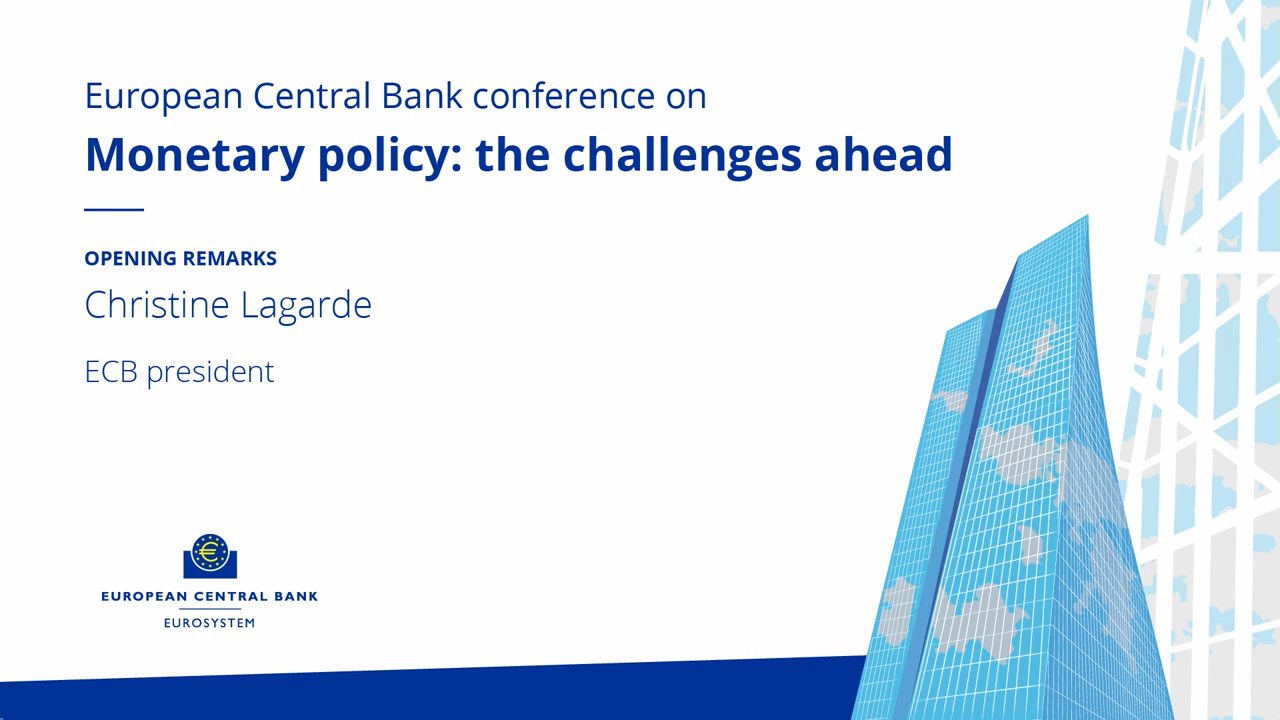 European Central Bank conference on
Monetary policy: the challenges ahead
OPENING REMARKS
Christine Lagarde
ECB president
€
EUROPEAN CENTRAL BANK
EUROSYSTEM